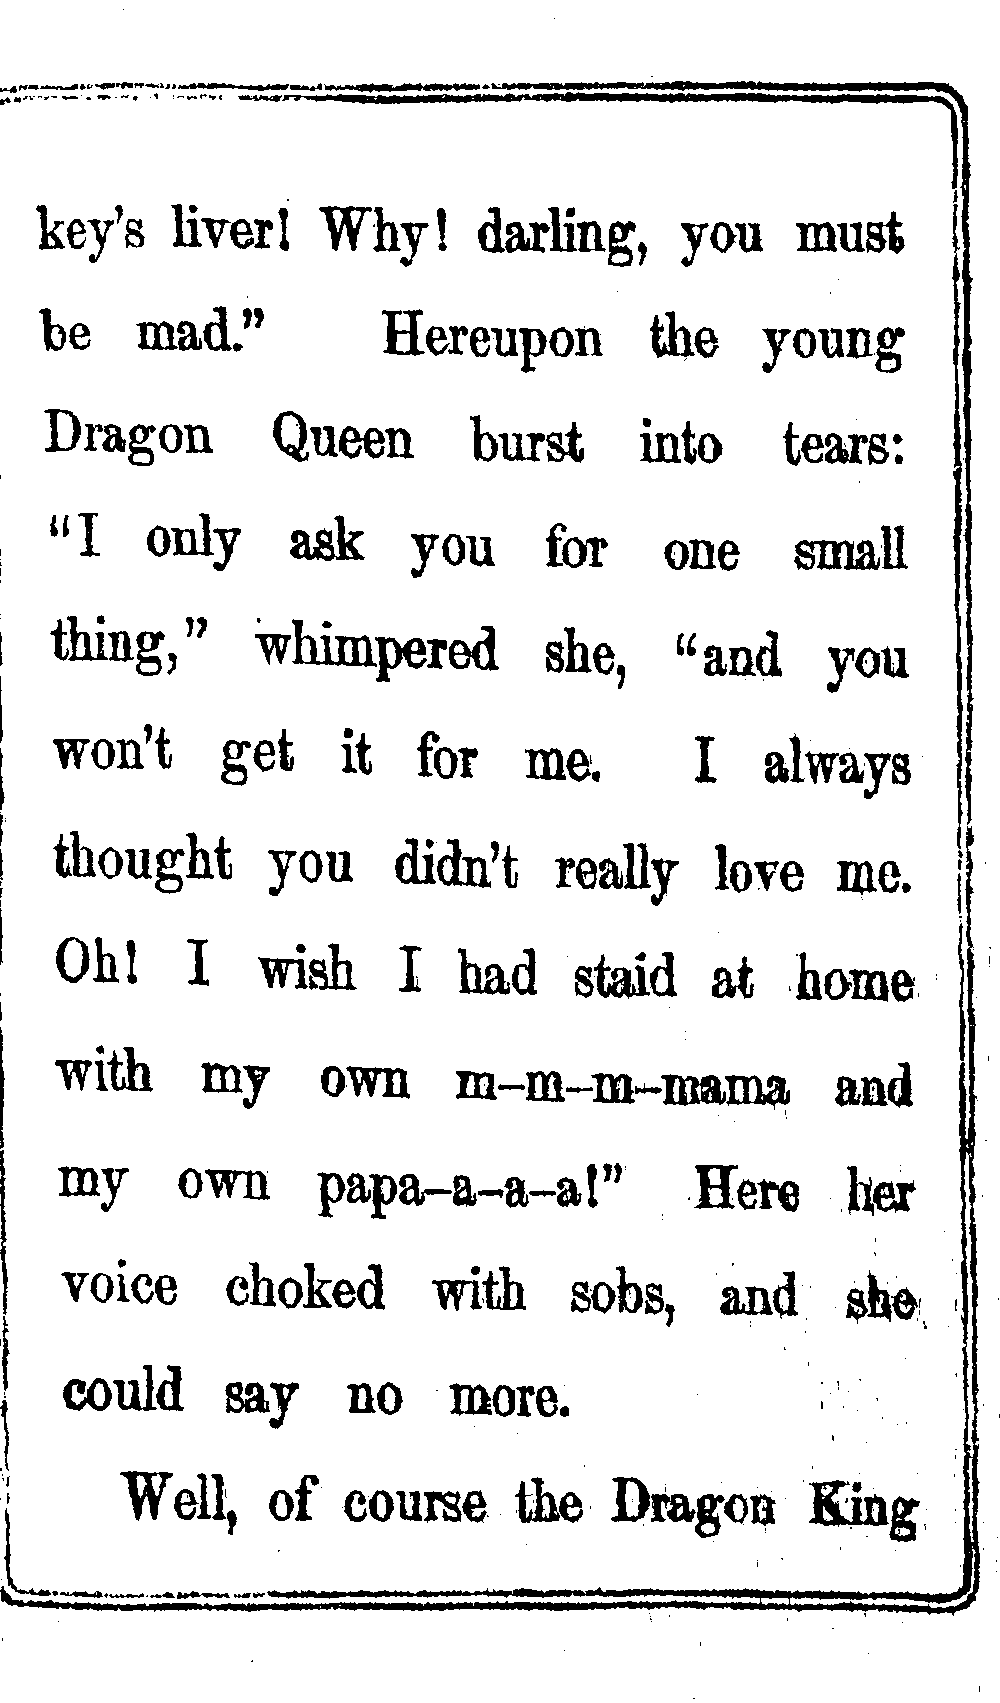 key's liver! Why! darling, you must
be mad.” Hereupon the young
Dragon Queen burst into tears:
“I only ask you for one small
thing,” whimpered she, “and you
won't get it for me. I always
thought you didn't really love me.
Oh! I wish I had staid at home
with my own m–m–m–mama and
my own papa–a–a–a!” Here her
voice choked with sobs, and she
could say no more.
Well, of course the Dragon King